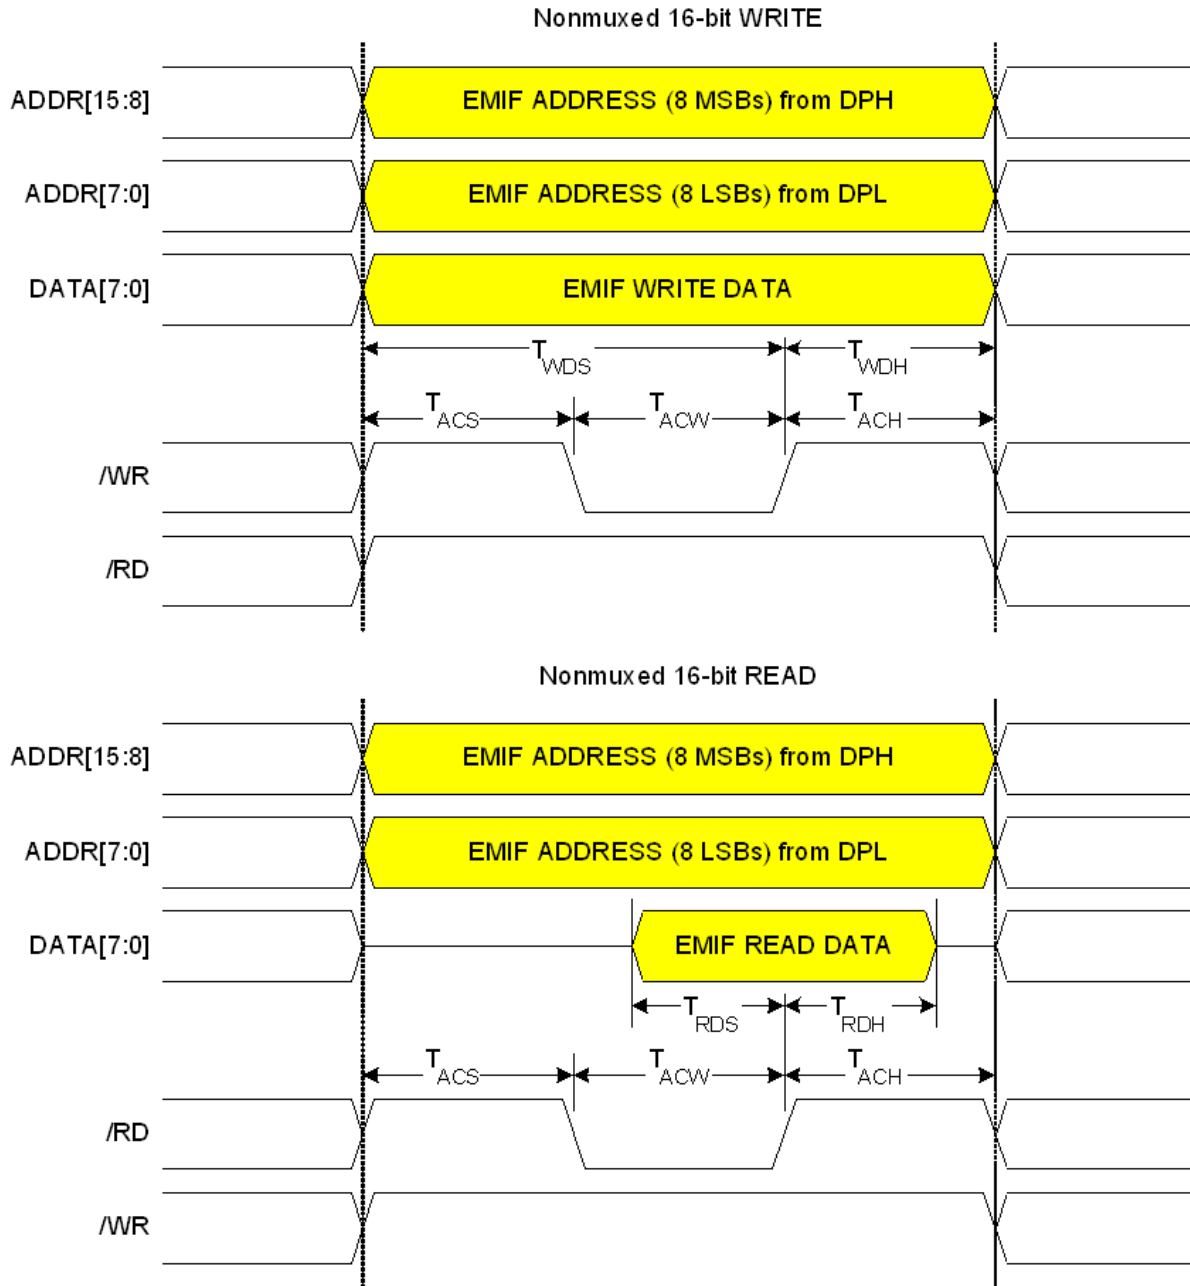 Nonmuxed 16-bit WRITE
ADDR[15:8]
EMIF ADDRESS (8 MSBs) from DPH
ADDR[7:0]
EMIF ADDRESS (8 LSBs) from DPL
DATA[7:0]
EMIF WRITE DATA
TWDS TWDH
TACS TACW TACH
/WR
/RD
Nonmuxed 16-bit READ
ADDR[15:8]
EMIF ADDRESS (8 MSBs) from DPH
ADDR[7:0]
EMIF ADDRESS (8 LSBs) from DPL
DATA[7:0]
EMIF READ DATA
TRDS TRDH
TACS TACW TACH
/RD
/WR